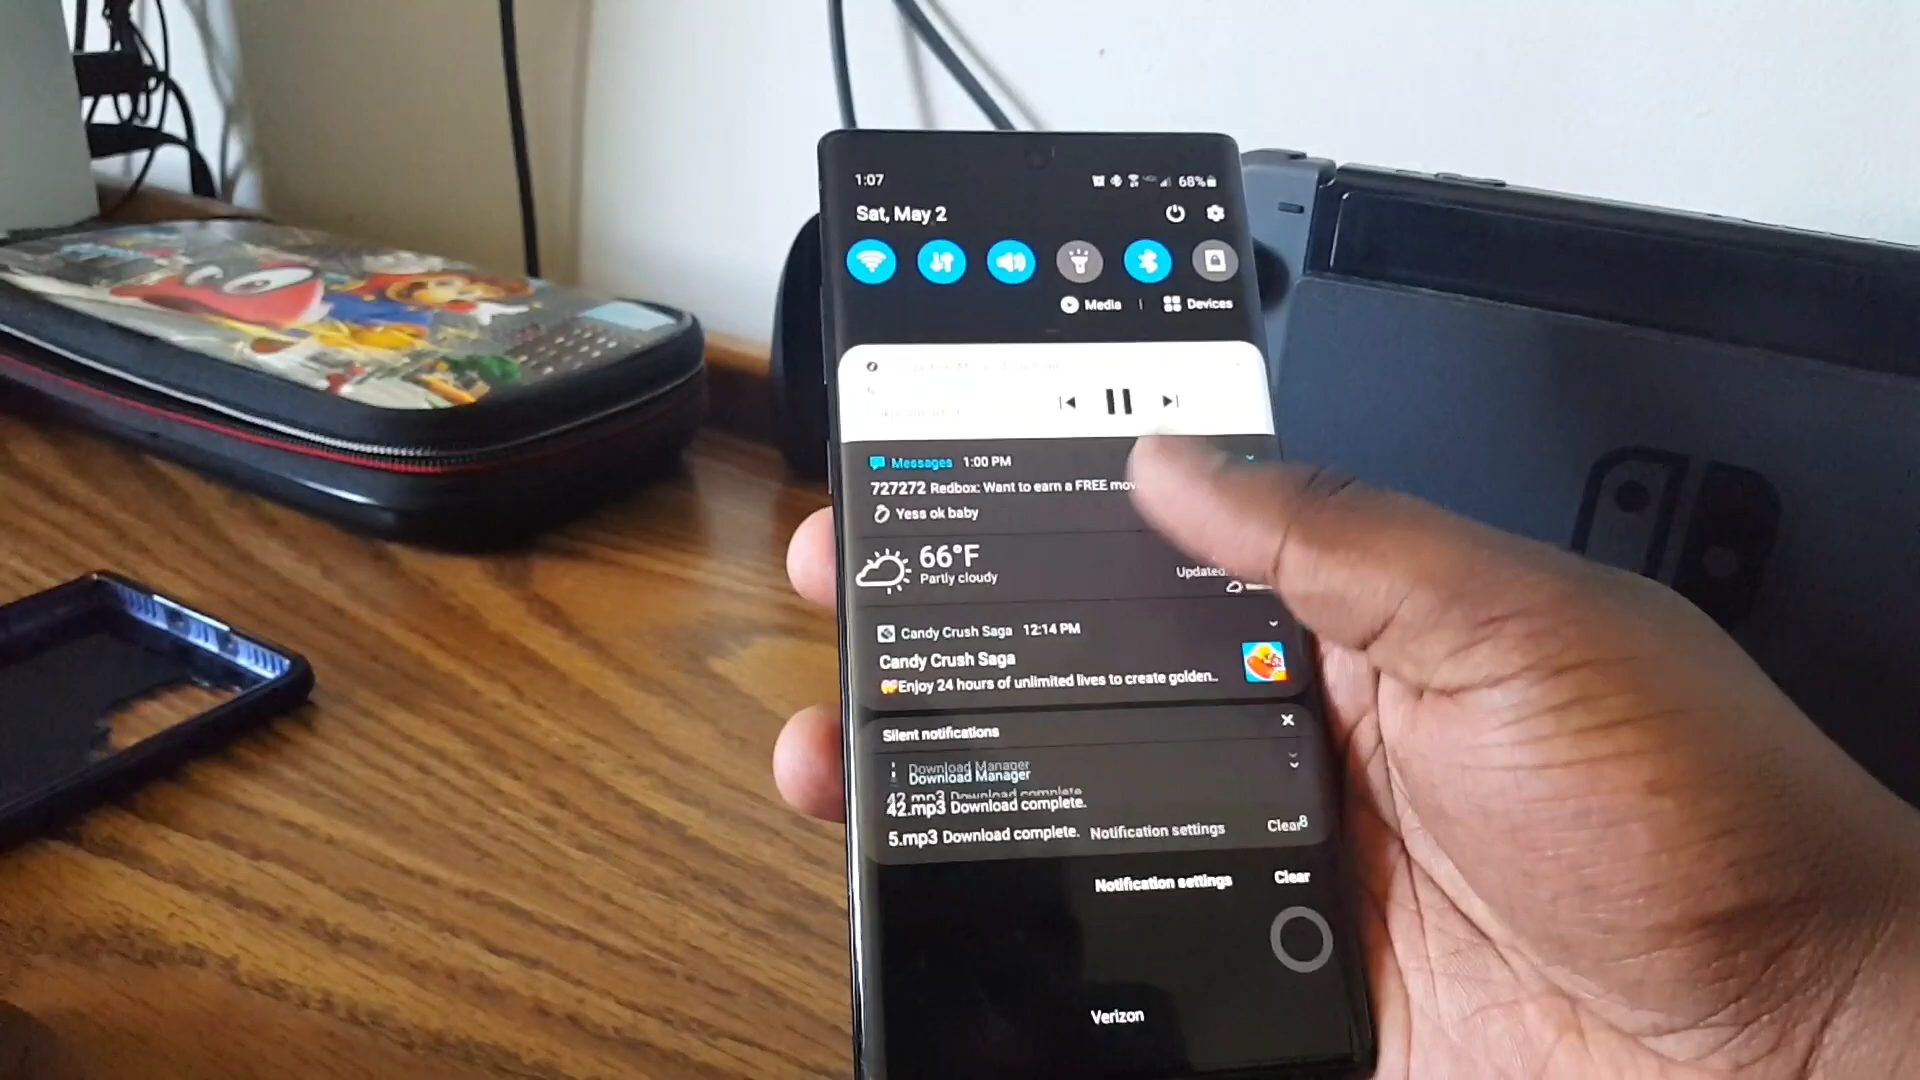 1:07
68%
Sat, May 2
Media | Devices
Messages 1:00 PM
727272 Redbox: Want to earn a FREE mov
Yess ok baby
66°F
Partly cloudy
Updated:
Candy Crush Saga 12:14 PM
Candy Crush Saga
Enjoy 24 hours of unlimited lives to create golden..
Silent notifications
Download Manager
Download Manager
42.mp3 Download complete.
42.mp3 Download complete.
5.mp3 Download complete.
Notification settings Clear
8
Notification settings Clear
Verizon